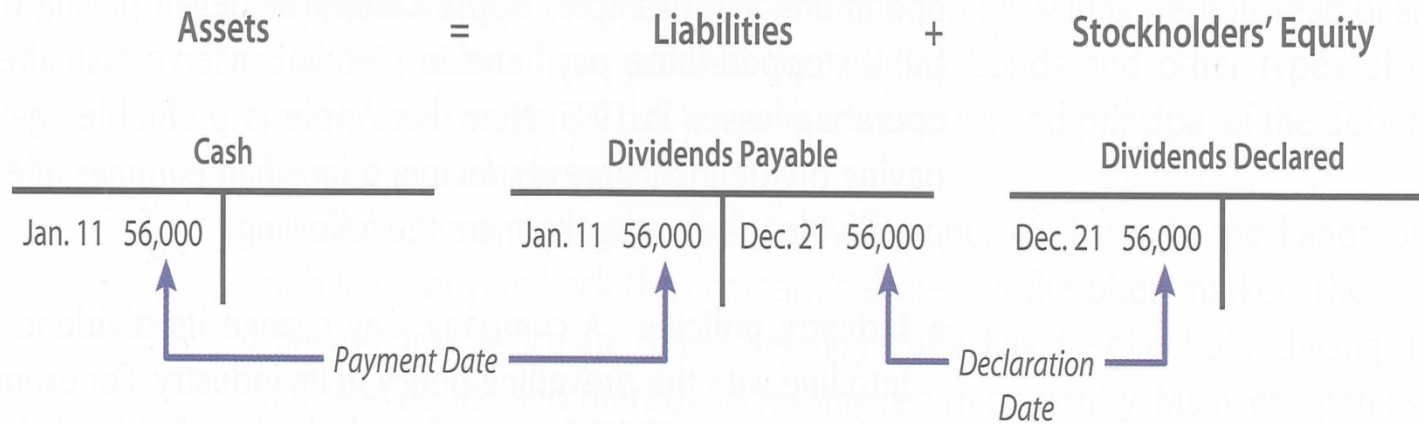 Assets = Liabilities + Stockholders' Equity
Cash Dividends Payable Dividends Declared
Jan. 11 56,000 Jan. 11 56,000 Dec. 21 56,000 Dec. 21 56,000
Payment Date Declaration
Date